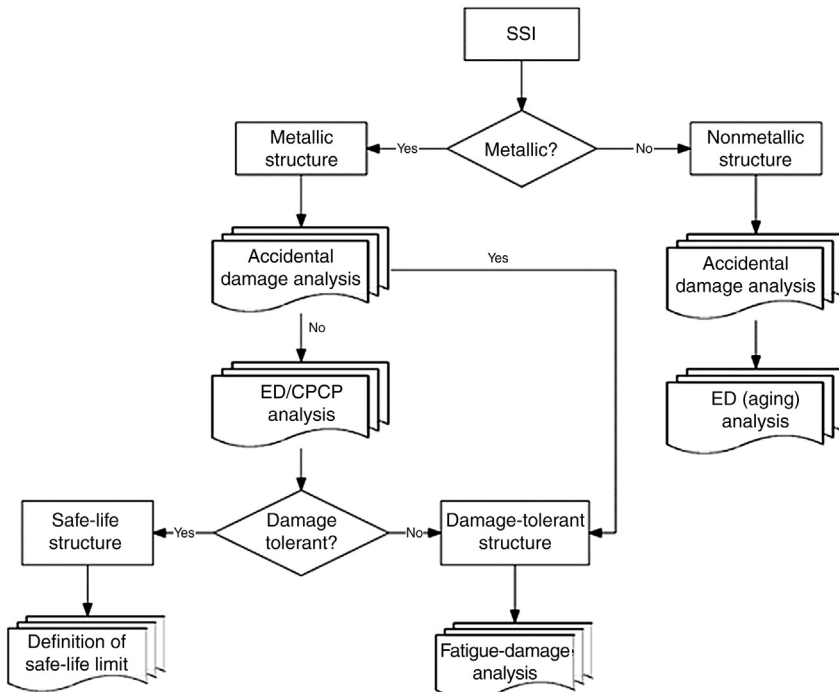 SSI
Metallic
structure
Yes
Metallic?
No
Nonmetallic
structure
Accidental
damage analysis
Yes
Accidental
damage analysis
No
ED/CPCP
analysis
ED (aging)
analysis
Safe-life
structure
Yes
Damage
tolerant?
No
Damage-tolerant
structure
Definition of
safe-life limit
Fatigue-damage
analysis